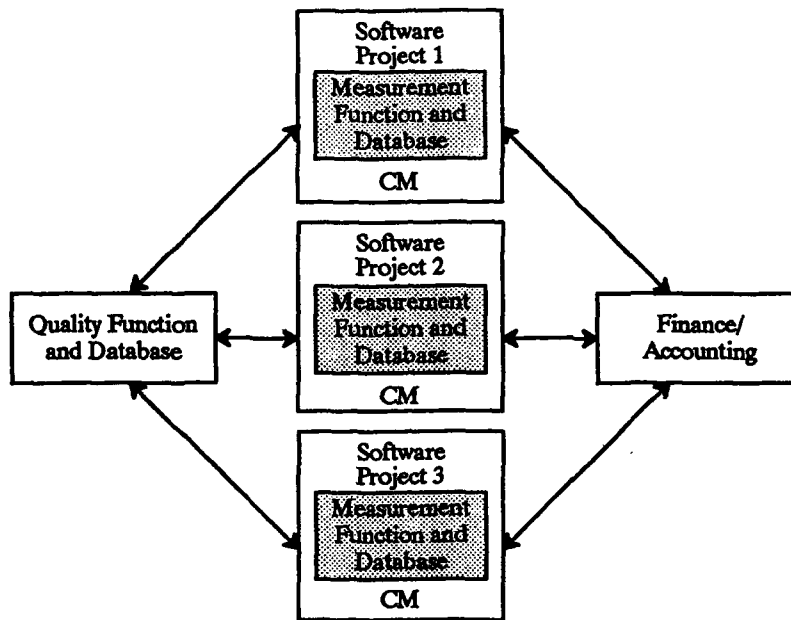 Software
Project 1
Measurement
Function and
Database
CM
Software
Project 2
Measurement
Function and
Database
CM
Quality Function
and Database
Finance/
Accounting
Software
Project 3
Measurement
Function and
Database
CM